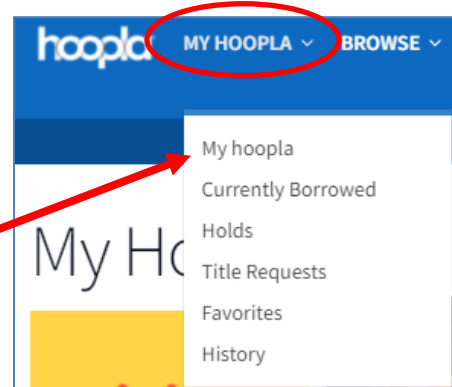 hoopla MY HOOPLA BROWSE
My hoopla
Currently Borrowed
Holds
My Ho
Title Requests
Favorites
History